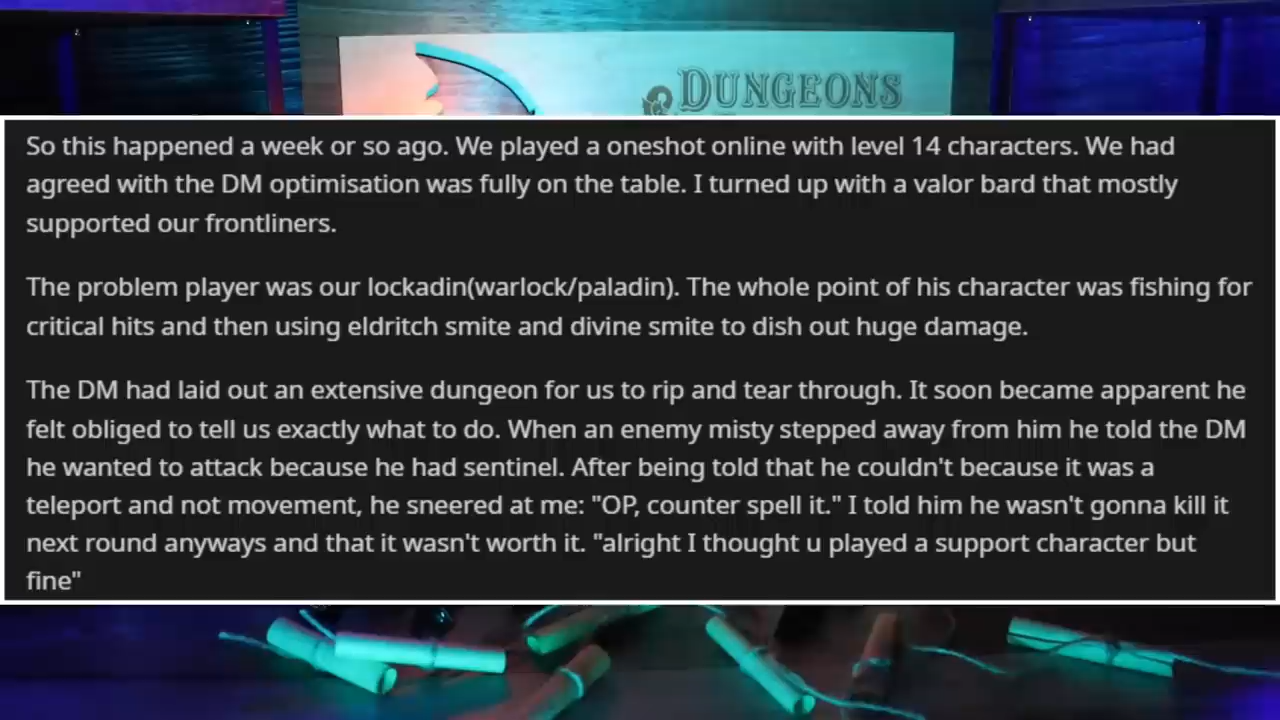 DUNGEONS
So this happened a week or so ago. We played a oneshot online with level 14 characters. We had
agreed with the DM optimisation was fully on the table. I turned up with a valor bard that mostly
supported our frontliners.
The problem player was our lockadin(warlock/paladin). The whole point of his character was fishing for
critical hits and then using eldritch smite and divine smite to dish out huge damage.
The DM had laid out an extensive dungeon for us to rip and tear through. It soon became apparent he
felt obliged to tell us exactly what to do. When an enemy misty stepped away from him he told the DM
he wanted to attack because he had sentinel. After being told that he couldn't because it was a
teleport and not movement, he sneered at me: "OP, counter spell it." I told him he wasn't gonna kill it
next round anyways and that it wasn't worth it. "alright I thought u played a support character but
fine"